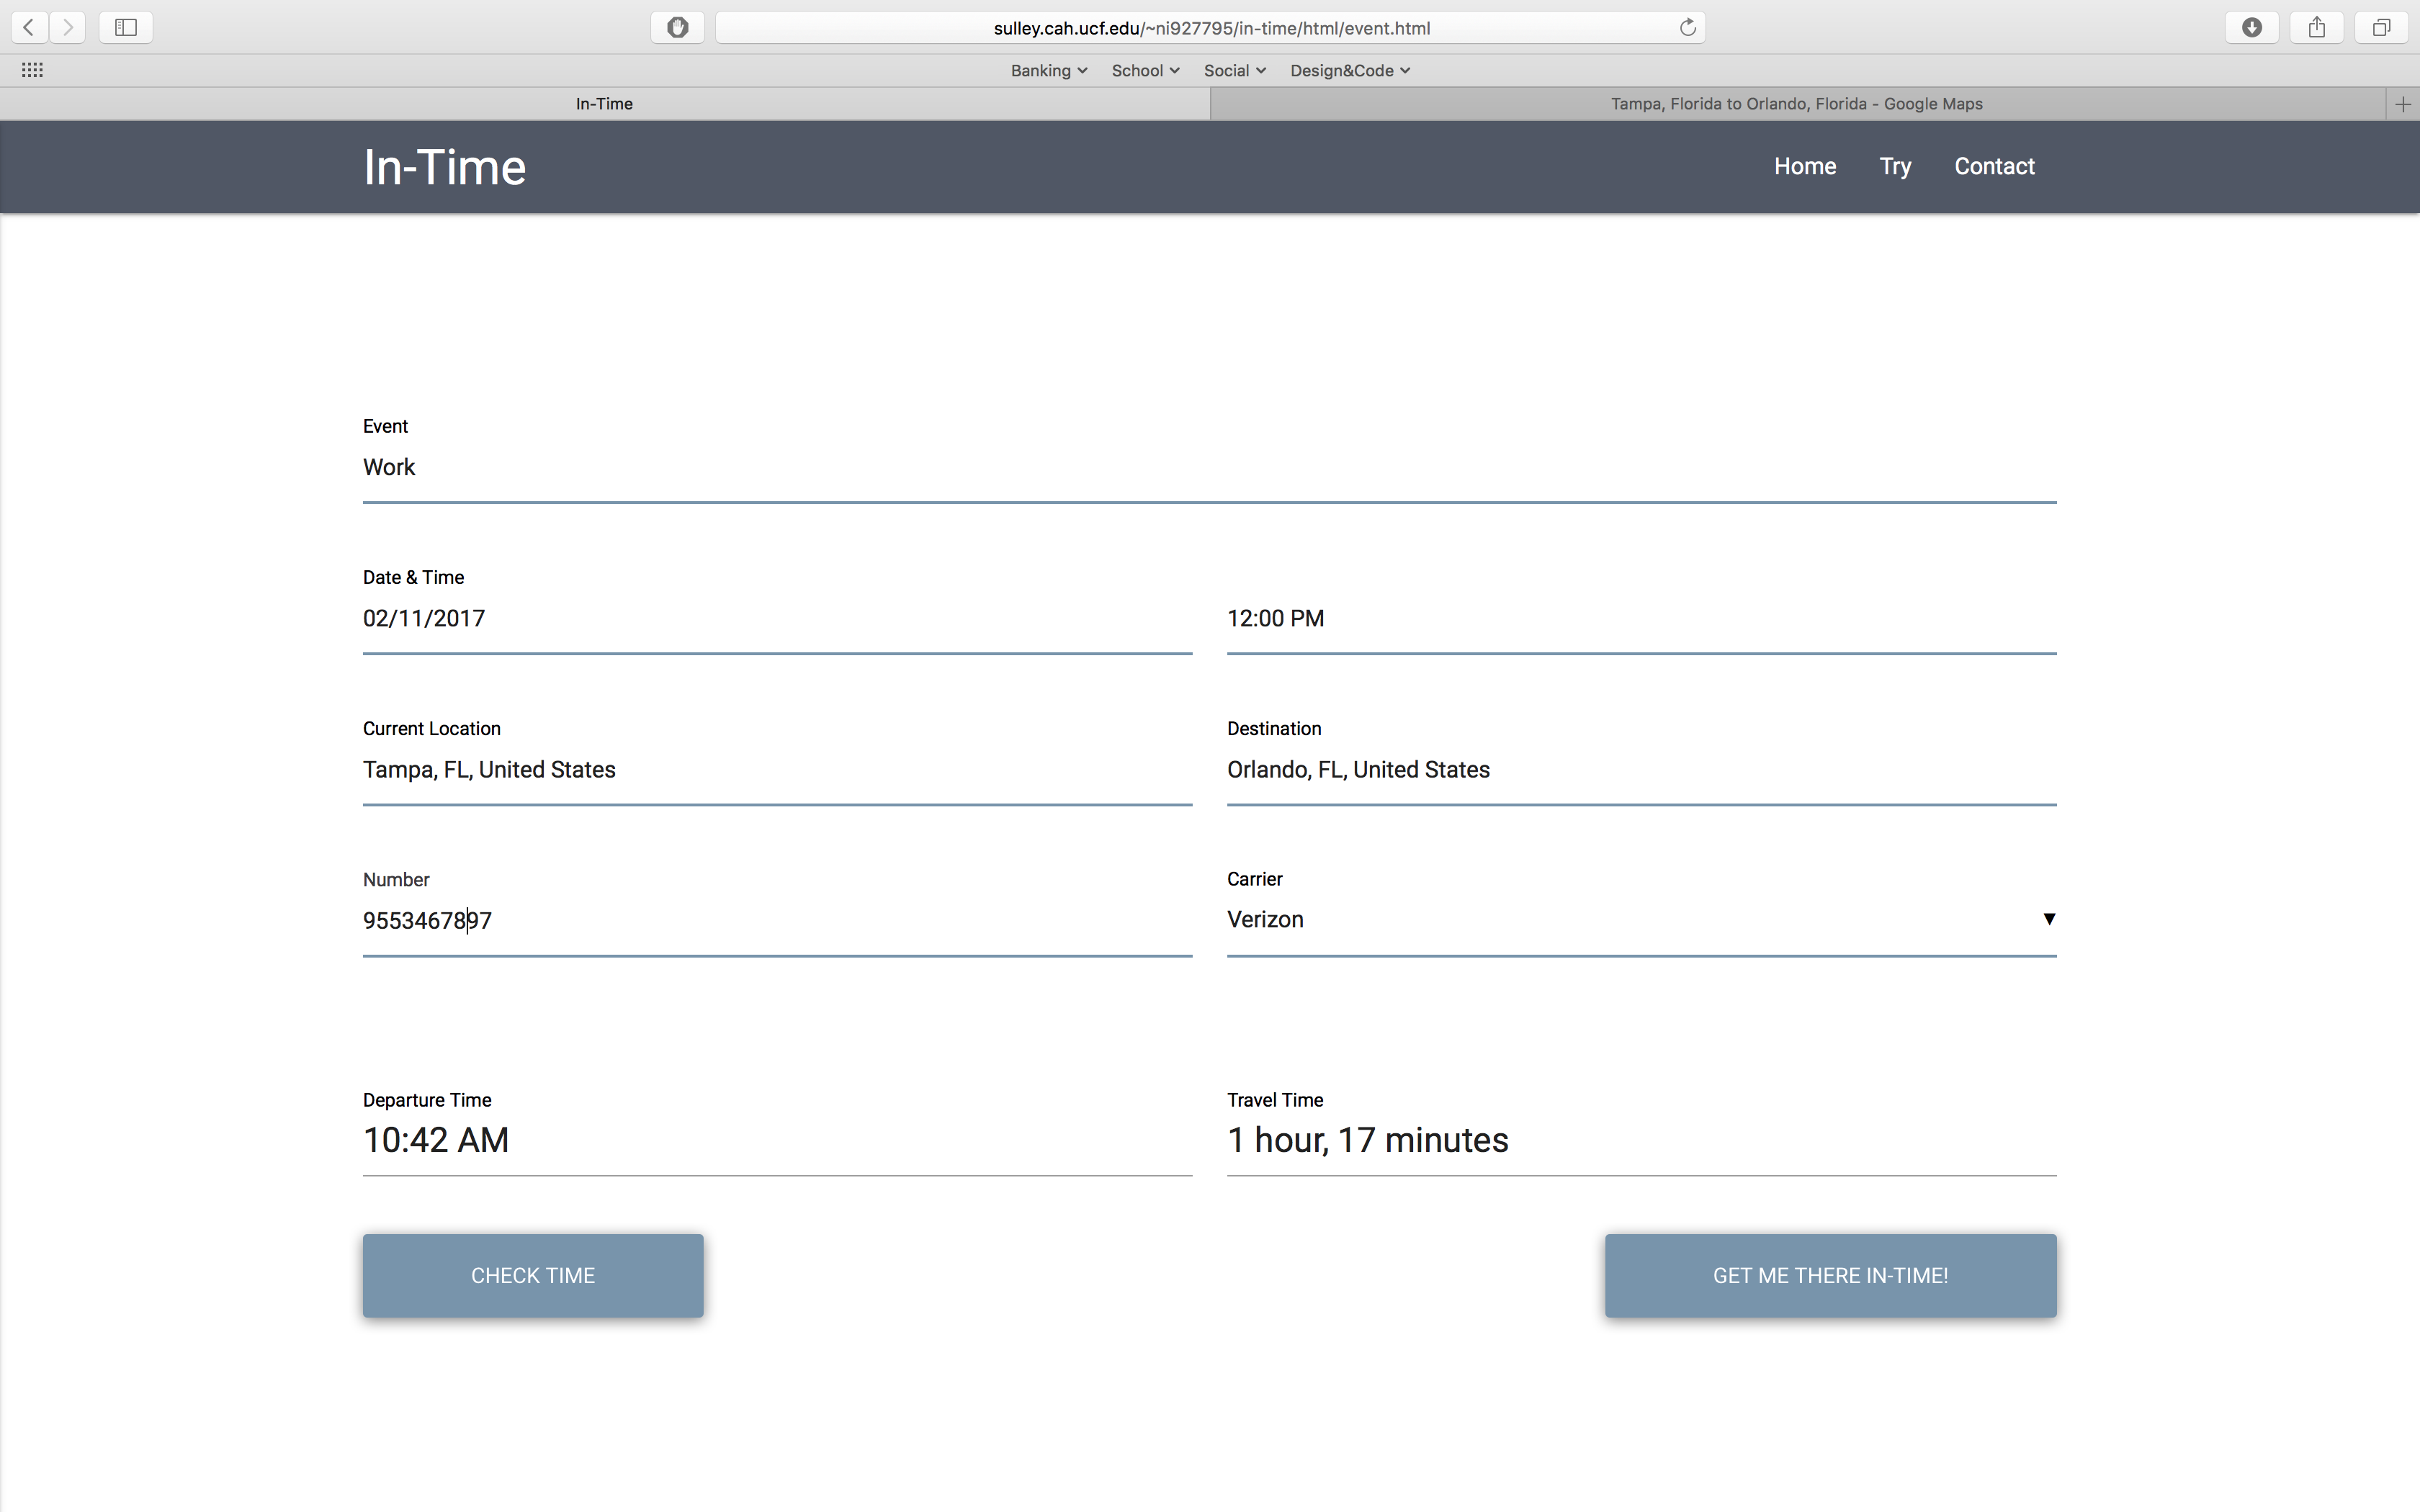 sulley.cah.ucf.edu/~ni927795/in-time/html/event.html
Banking School Social Design&Code
In-Time Tampa, Florida to Orlando, Florida - Google Maps
In-Time Home Try Contact
Event
Work
Date & Time
02/11/2017 12:00 PM
Current Location Destination
Tampa, FL, United States Orlando, FL, United States
Number Carrier
9553467897 Verizon
Departure Time Travel Time
10:42 AM 1 hour, 17 minutes
CHECK TIME GET ME THERE IN-TIME!